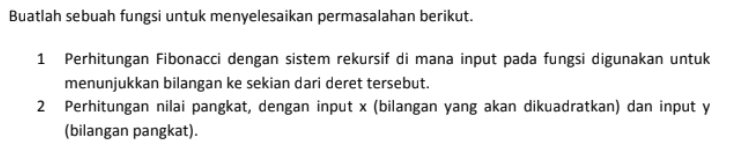 Buatlah sebuah fungsi untuk menyelesaikan permasalahan berikut.
1 Perhitungan Fibonacci dengan sistem rekursif di mana input pada fungsi digunakan untuk
menunjukkan bilangan ke sekian dari deret tersebut.
2 Perhitungan nilai pangkat, dengan input x (bilangan yang akan dikuadratkan) dan input y
(bilangan pangkat).